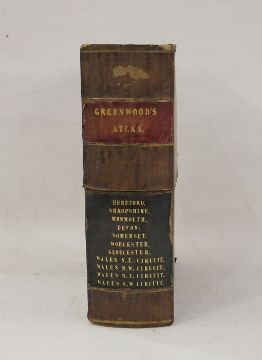 GREENWOOD'S
ATLAS.
HEREFORD,
SHROPSHIRE,
MONMOUTH,
DEVON,
SOMERSET,
WORCESTER,
GLOUCESTER,
WALES N.E. CIRCUIT,
WALES N.W. CIRCUIT,
WALES S.E. CIRCUIT,
WALES S.W. CIRCUIT.